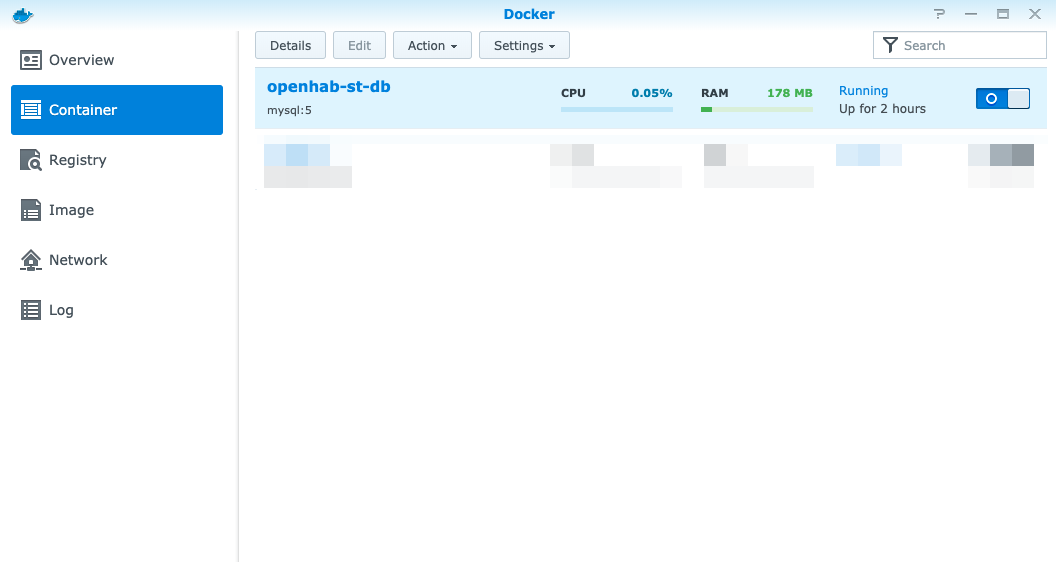 Docker
Overview
Container
Registry
Image
Network
Log
Details Edit Action Settings Search
openhab-st-db
mysql:5
CPU 0.05%
RAM 178 MB
Running
Up for 2 hours